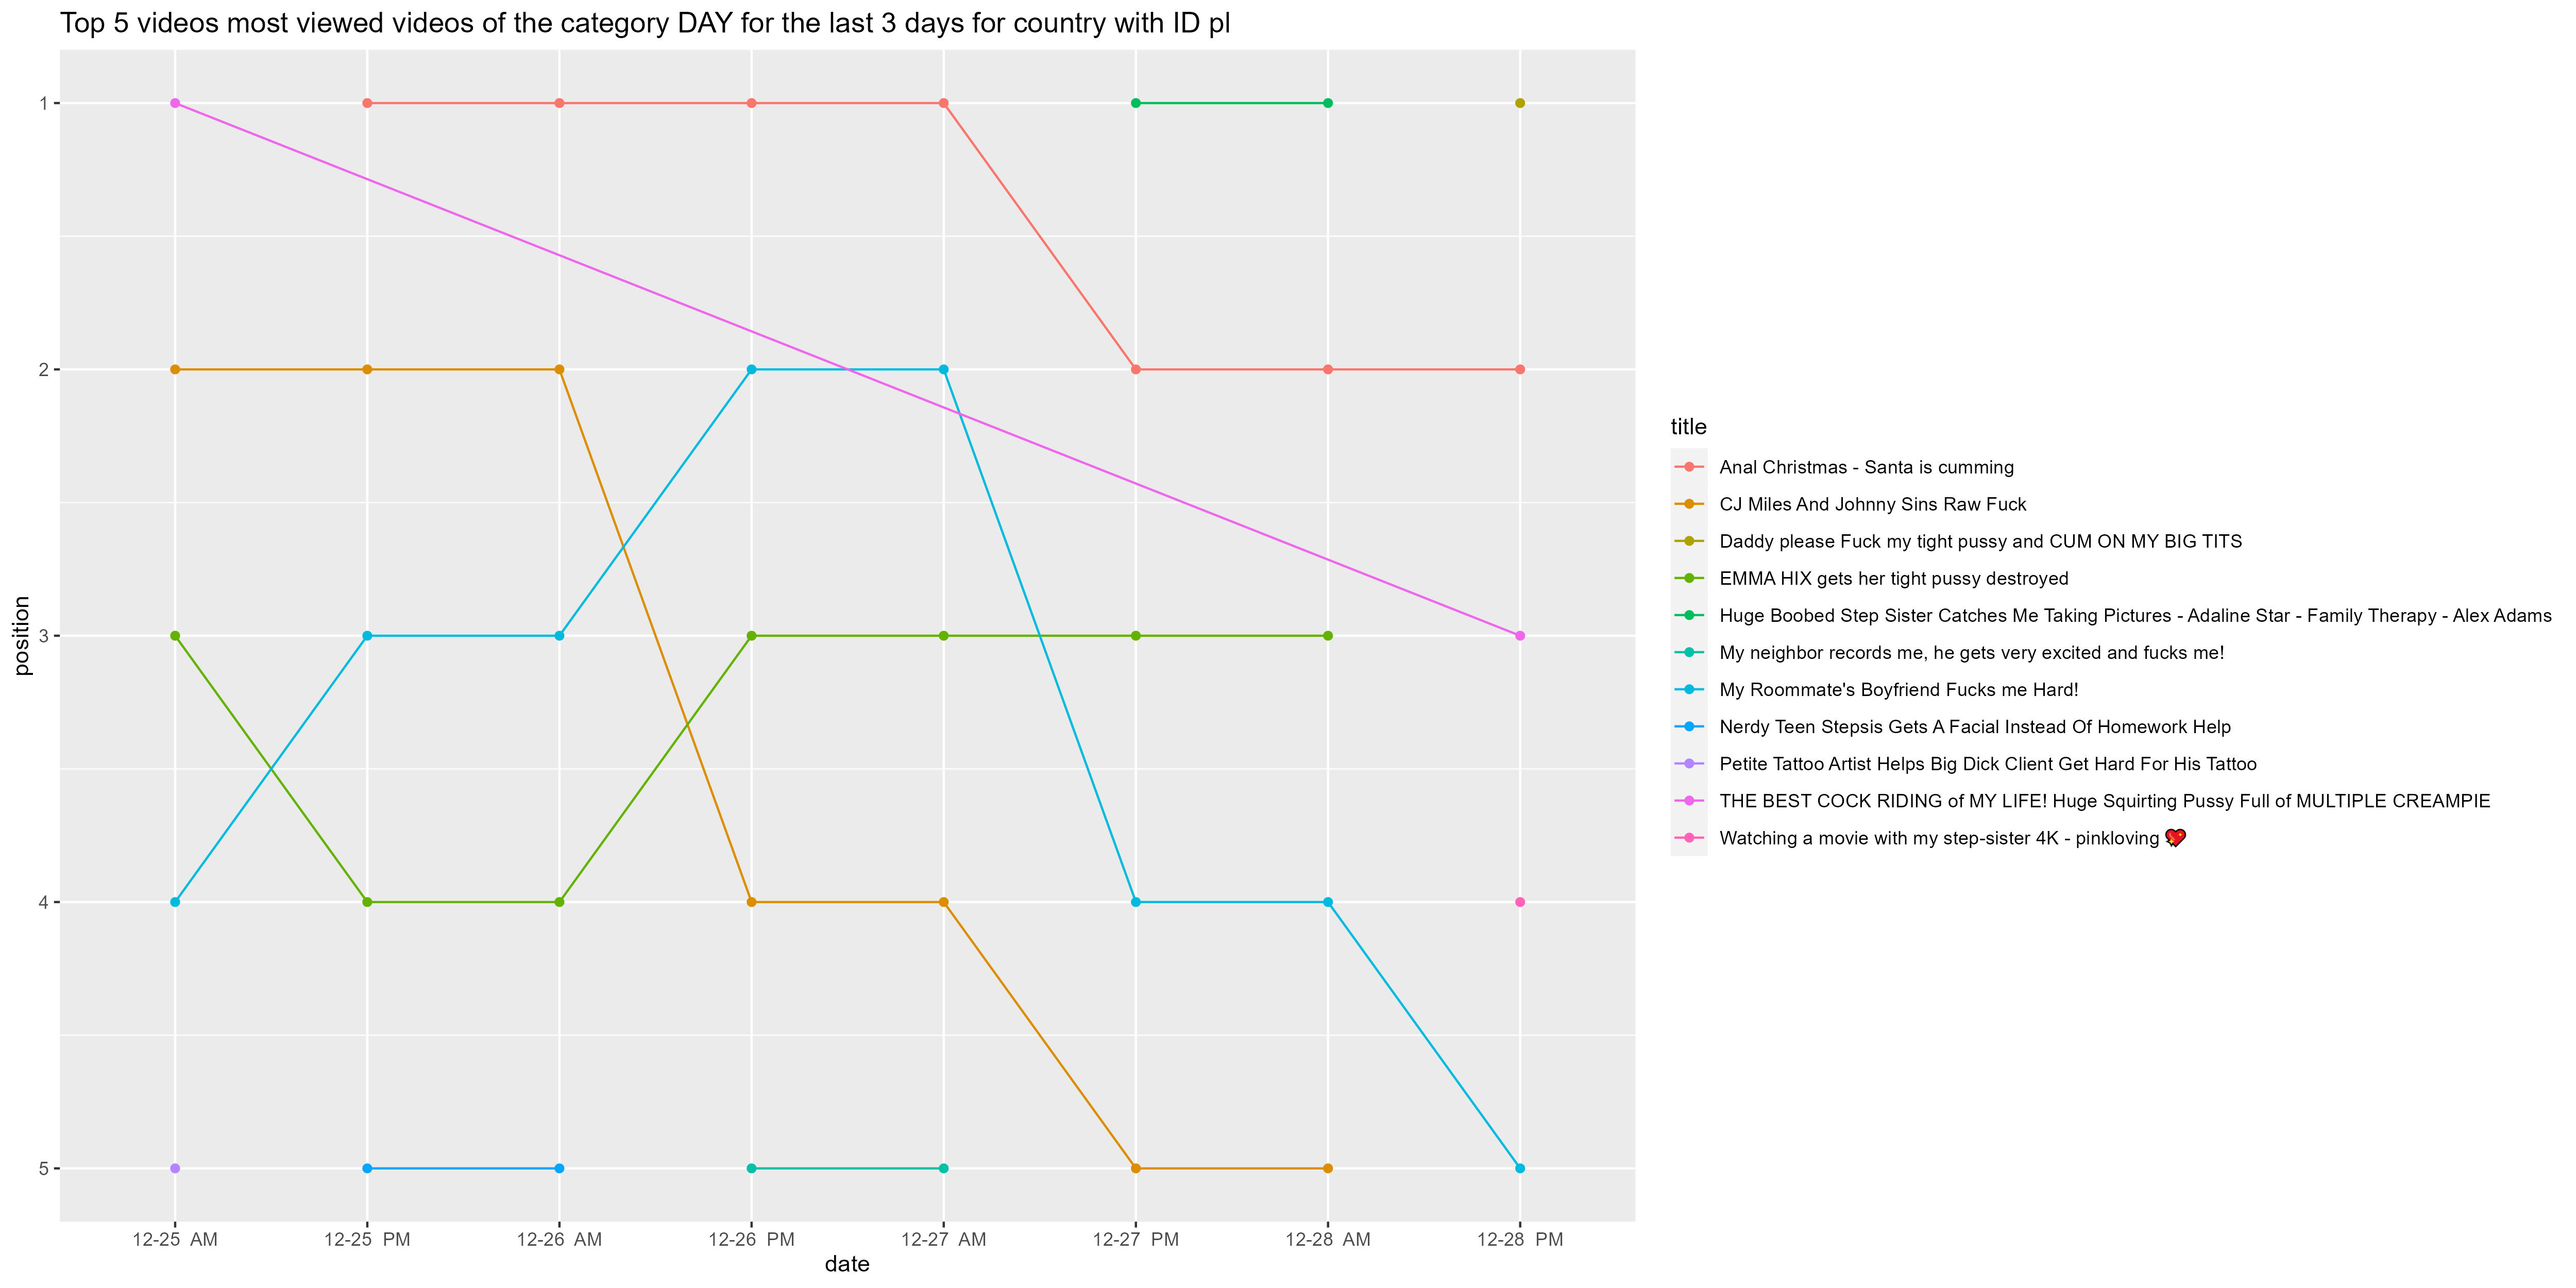 Top 5 videos most viewed videos of the category DAY for the last 3 days for country with ID pl
position
1
2
3
4
5
12-25 AM
12-25 PM
12-26 AM
12-26 PM
12-27 AM
12-27 PM
12-28 AM
12-28 PM
date
title
Anal Christmas - Santa is cumming
CJ Miles And Johnny Sins Raw Fuck
Daddy please Fuck my tight pussy and CUM ON MY BIG TITS
EMMA HIX gets her tight pussy destroyed
Huge Boobed Step Sister Catches Me Taking Pictures - Adaline Star - Family Therapy - Alex Adams
My neighbor records me, he gets very excited and fucks me!
My Roommate's Boyfriend Fucks me Hard!
Nerdy Teen Stepsis Gets A Facial Instead Of Homework Help
Petite Tattoo Artist Helps Big Dick Client Get Hard For His Tattoo
THE BEST COCK RIDING of MY LIFE! Huge Squirting Pussy Full of MULTIPLE CREAMPIE
Watching a movie with my step-sister 4K - pinkloving 💖